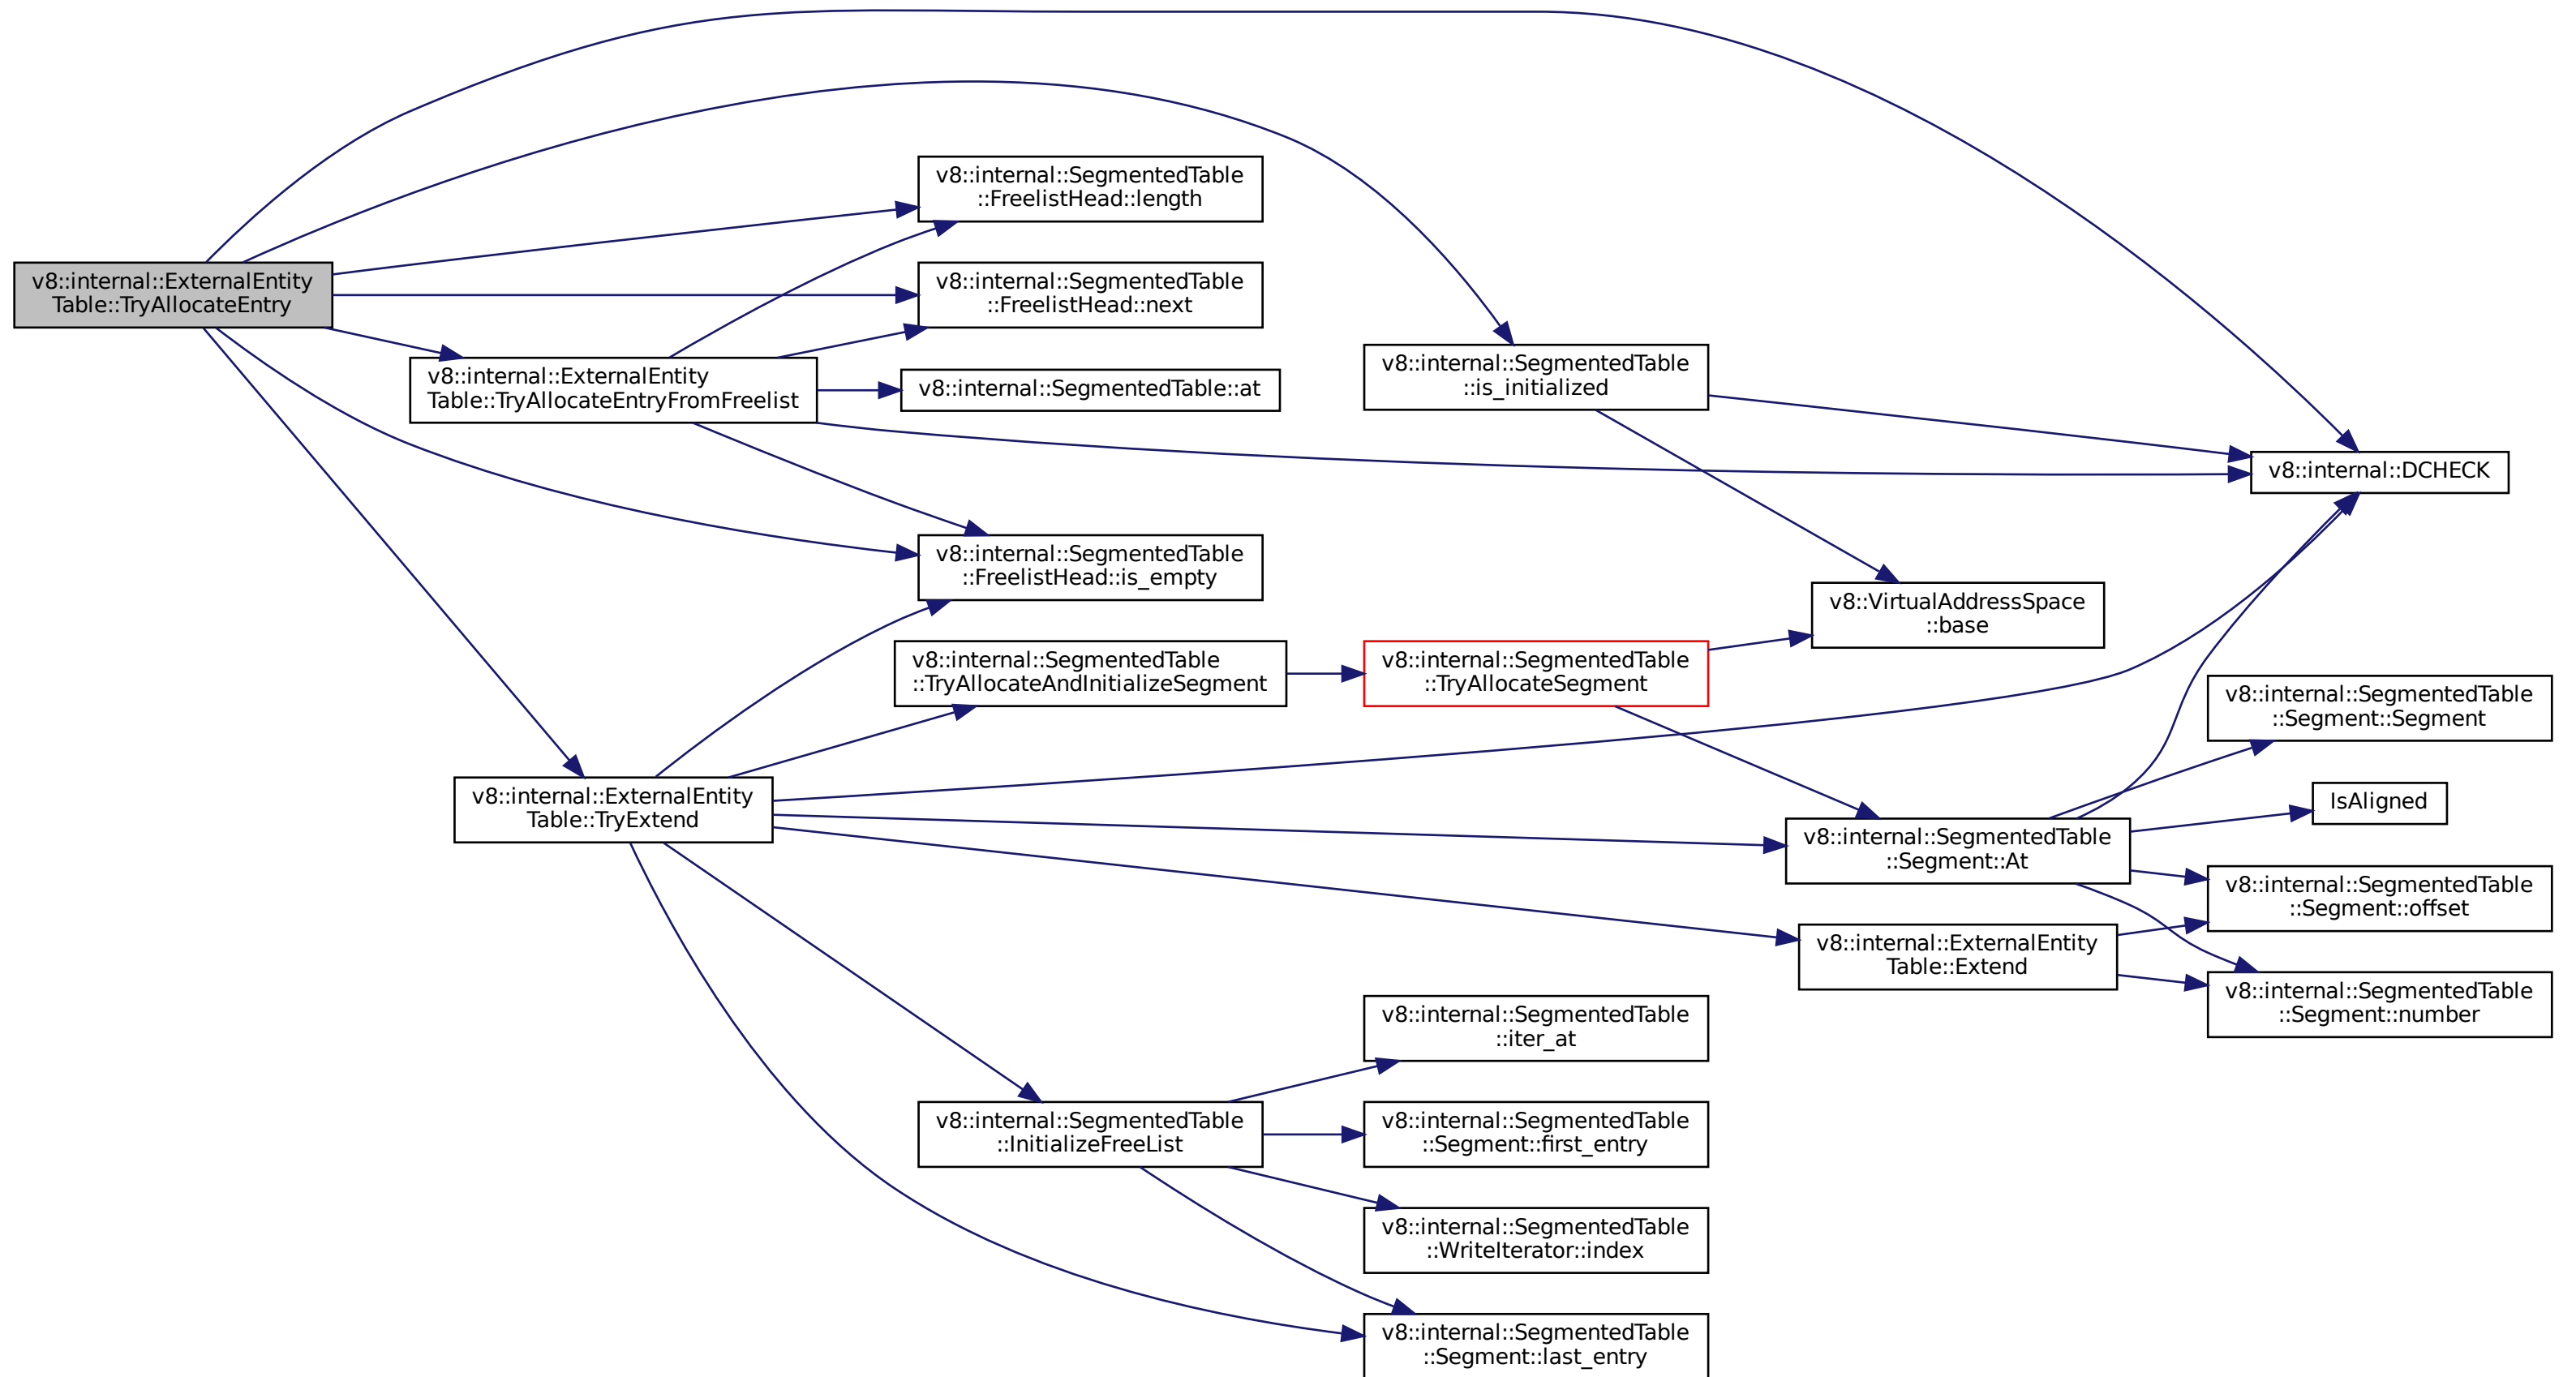 v8::internal::ExternalEntity
Table::TryAllocateEntry
v8::internal::SegmentedTable
::FreelistHead::length
v8::internal::SegmentedTable
::FreelistHead::next
v8::internal::ExternalEntity
Table::TryAllocateEntryFromFreelist
v8::internal::SegmentedTable::at
v8::internal::SegmentedTable
::is_initialized
v8::internal::DCHECK
v8::internal::SegmentedTable
::FreelistHead::is_empty
v8::VirtualAddressSpace
::base
v8::internal::SegmentedTable
::TryAllocateAndInitializeSegment
v8::internal::SegmentedTable
::TryAllocateSegment
v8::internal::SegmentedTable
::Segment::Segment
v8::internal::ExternalEntity
Table::TryExtend
IsAligned
v8::internal::SegmentedTable
::Segment::At
v8::internal::SegmentedTable
::Segment::offset
v8::internal::ExternalEntity
Table::Extend
v8::internal::SegmentedTable
::Segment::number
v8::internal::SegmentedTable
::iter_at
v8::internal::SegmentedTable
::InitializeFreeList
v8::internal::SegmentedTable
::Segment::first_entry
v8::internal::SegmentedTable
::WriteIterator::index
v8::internal::SegmentedTable
::Segment::last_entry